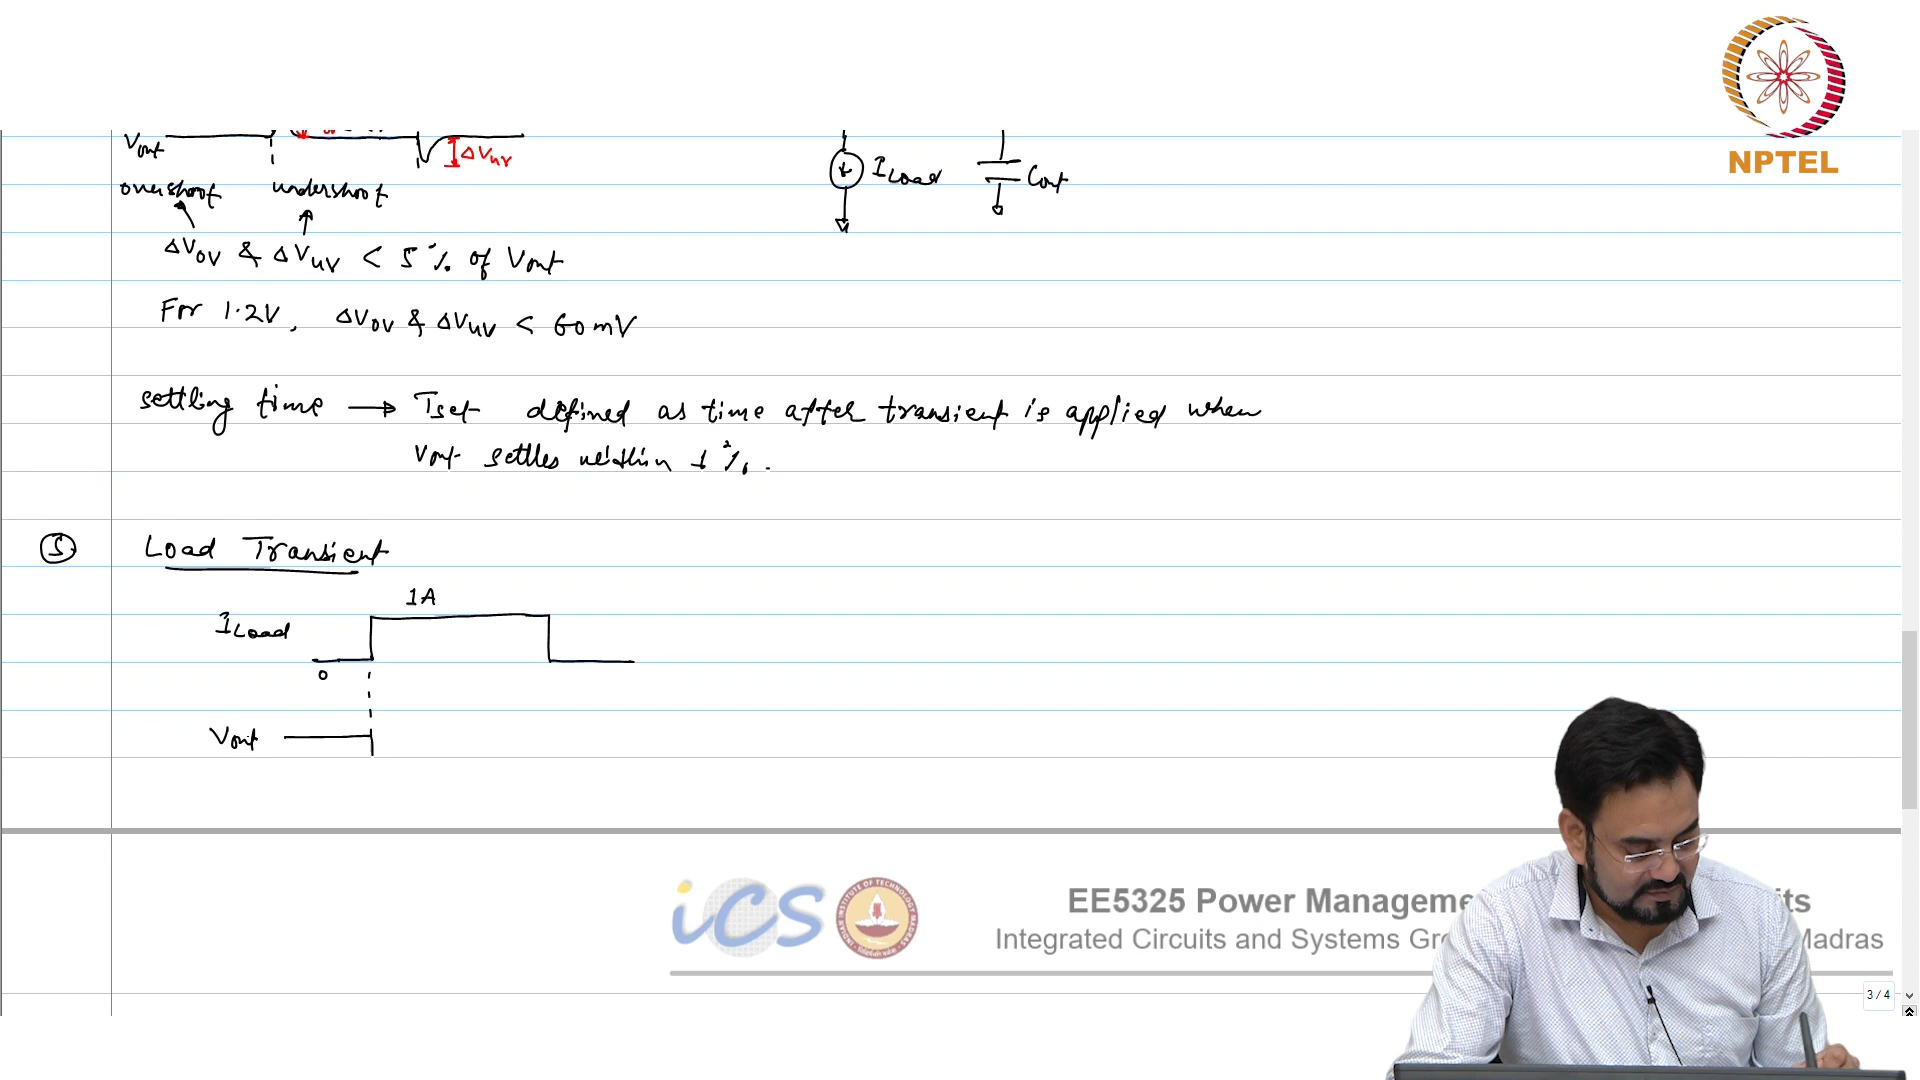 NPTEL
Vout
ΔVuv
overshoot undershoot
ILoad
Cout
ΔVov & ΔVuv < 5% of Vout
For 1.2V, ΔVov & ΔVuv < 60mV
settling time → Tset defined as time after transient is applied when
Vout settles within 1%.
5 Load Transient
1A
ILoad
0
Vout
ics
EE5325 Power Manageme ts
Integrated Circuits and Systems Gr Madras
3 / 4